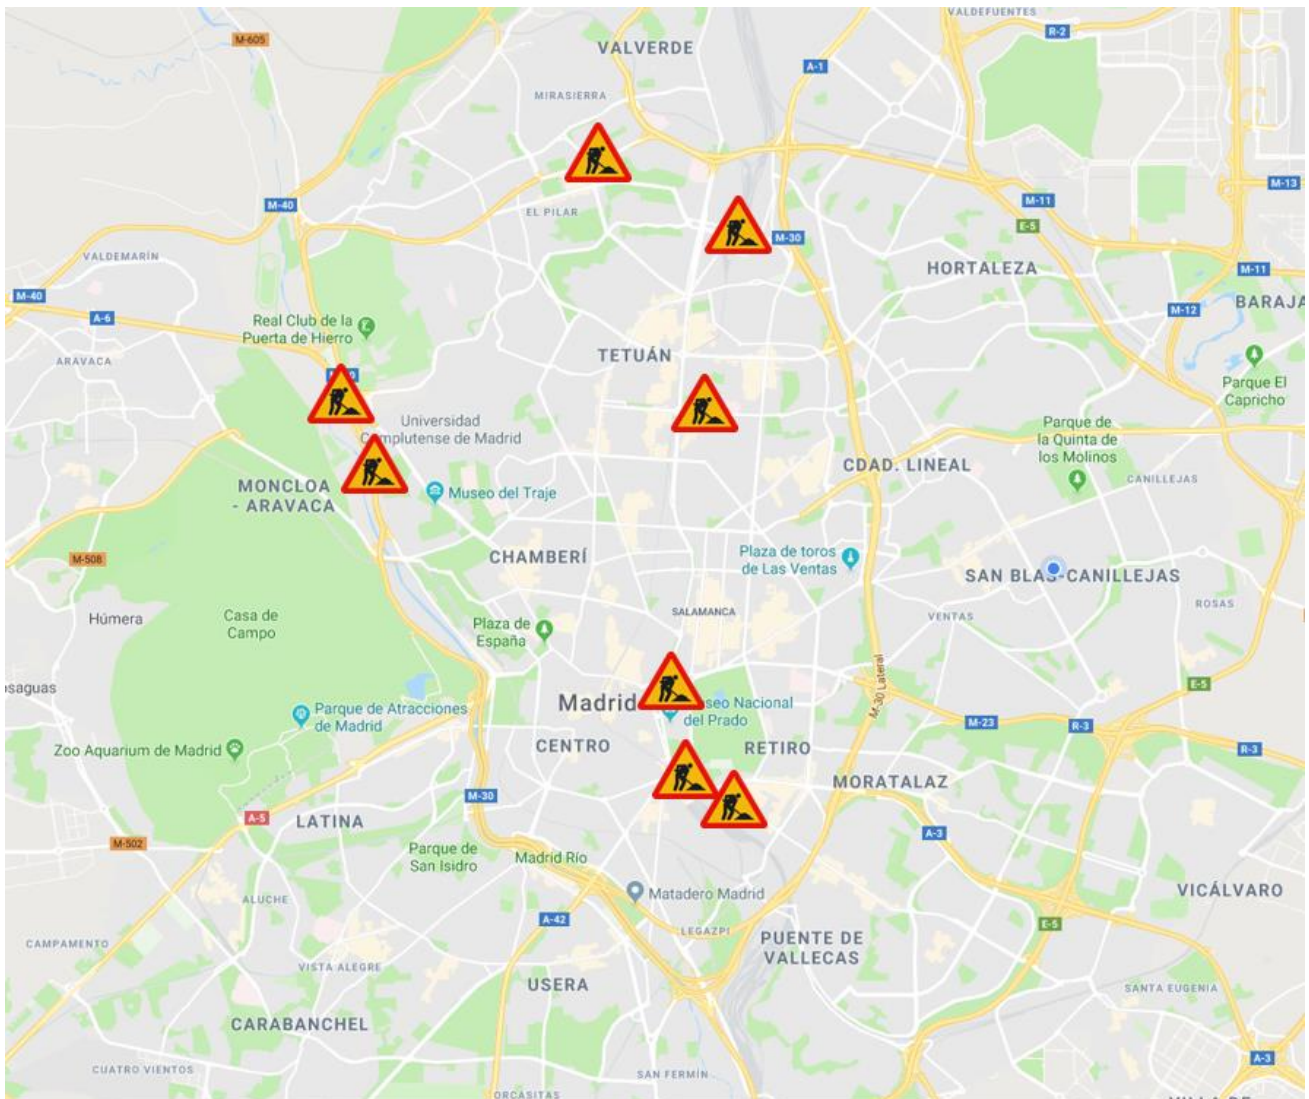 VALDEFUENTES
M-605
R-2
VALVERDE
A-1
MIRASIERRA
M-13
M-40
M-11
EL PILAR
E-5
M-30
VALDEMARÍN
HORTALEZA
M-11
M-40
M-12
BARAJA
A-6
Real Club de la
Puerta de Hierro
TETUÁN
ARAVACA
Parque El
Capricho
Universidad
Complutense de Madrid
Parque de
la Quinta de
los Molinos
CDAD. LINEAL
CANILLEJAS
MONCLOA
- ARAVACA
Museo del Traje
M-508
CHAMBERÍ
Plaza de toros
de Las Ventas
SAN BLAS-CANILLEJAS
Húmera
Casa de
Campo
Plaza de
España
SALAMANCA
VENTAS
ROSAS
osaguas
M-30 Lateral
E-5
Parque de Atracciones
de Madrid
Madrid
seo Nacional
del Prado
M-23
R-3
R-3
Zoo Aquarium de Madrid
CENTRO
RETIRO
MORATALAZ
M-30
A-5
LATINA
A-3
M-502
Parque de
San Isidro
Madrid Río
Matadero Madrid
VICÁLVARO
ALUCHE
A-42
E-5
LEGAZPI
CAMPAMENTO
PUENTE DE
VALLECAS
VISTA ALEGRE
USERA
SANTA EUGENIA
CARABANCHEL
A-3
CUATRO VIENTOS
SAN FERMÍN
ORCASITAS